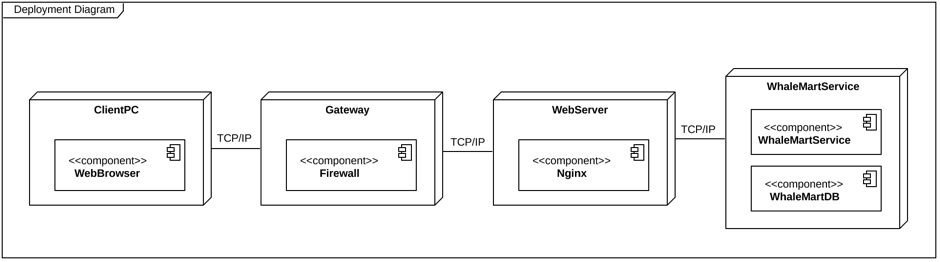 Deployment Diagram
ClientPC
<<component>>
WebBrowser
TCP/IP
Gateway
<<component>>
Firewall
TCP/IP
WebServer
<<component>>
Nginx
TCP/IP
WhaleMartService
<<component>>
WhaleMartService
<<component>>
WhaleMartDB